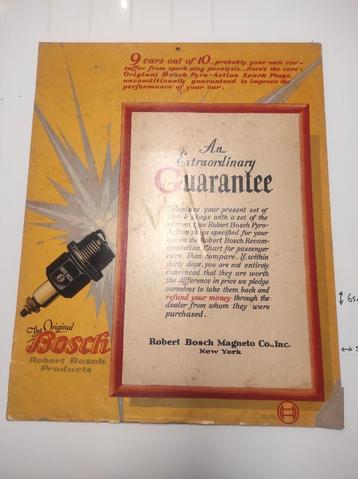 9 cars out of 10, probably your own car-
suffer from spark plug paralysis...Here's the cure
Original Bosch Pyro-Action Spark Plugs,
unconditionally guaranteed to improve the
performance of your car.
An
Extraordinary
Guarantee
Replace your present set of
spark plugs with a set of the
correct type Robert Bosch Pyro-
Action plugs specified for your
car on the Robert Bosch Recom-
mendation Chart for passenger
cars. Then compare. If, within
thirty days, you are not entirely
convinced that they are worth
the difference in price we pledge
ourselves to take them back and
refund your money through the
dealer from whom they were
purchased.
Robert Bosch Magneto Co., Inc.
New York
The Original
Bosch
Robert Bosch
Products